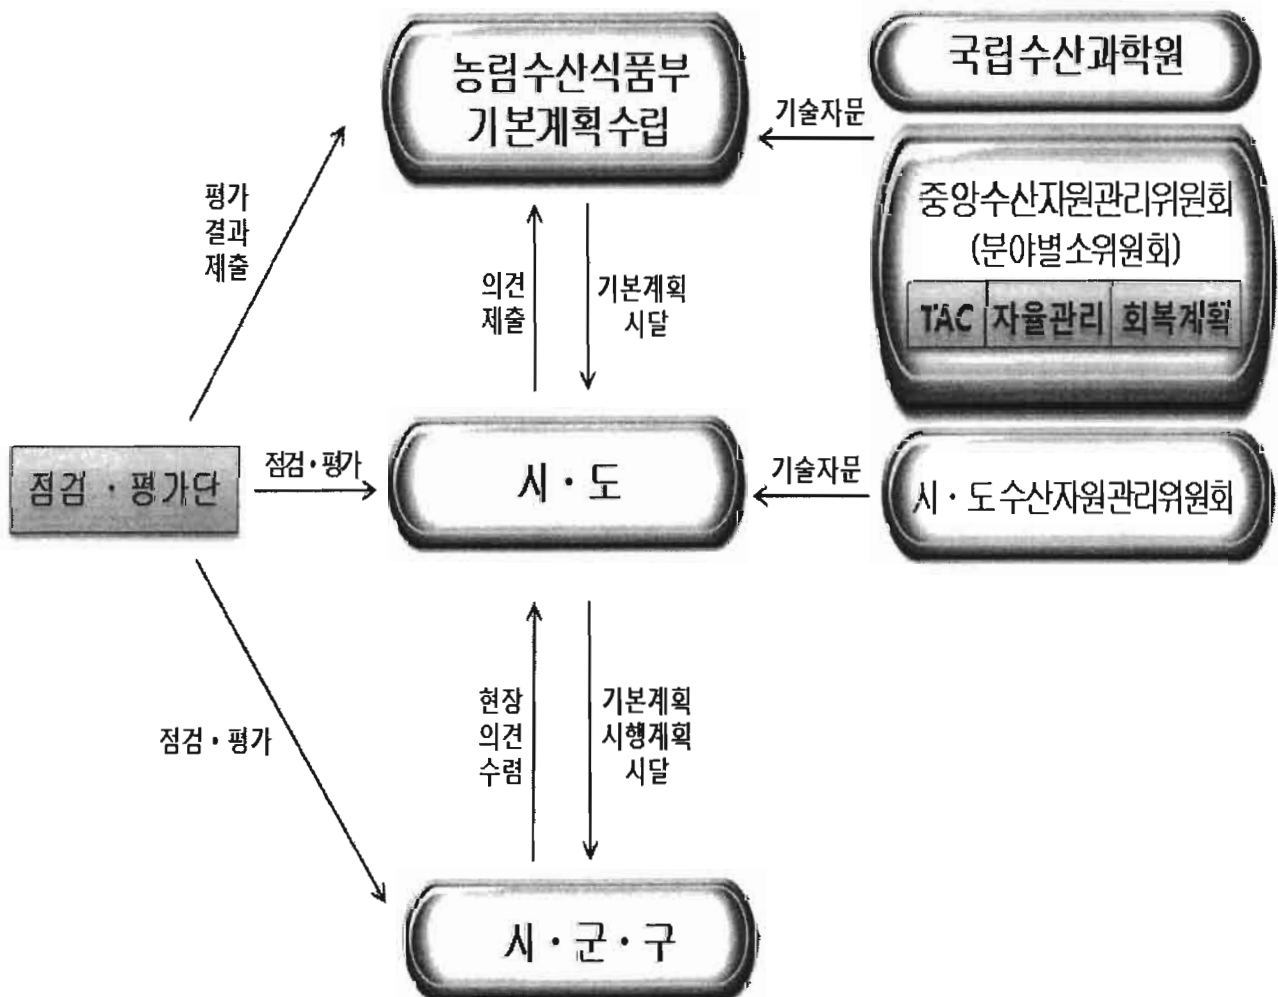 농림수산식품부
기본계획수립
국립수산과학원
기술자문
중앙수산자원관리위원회
(분야별소위원회)
TAC 자율관리 회복계획
평가
결과
제출
의견
제출
기본계획
시달
점검·평가단
점검·평가
시·도
기술자문
시·도수산자원관리위원회
점검·평가
현장
의견
수렴
기본계획
시행계획
시달
시·군·구